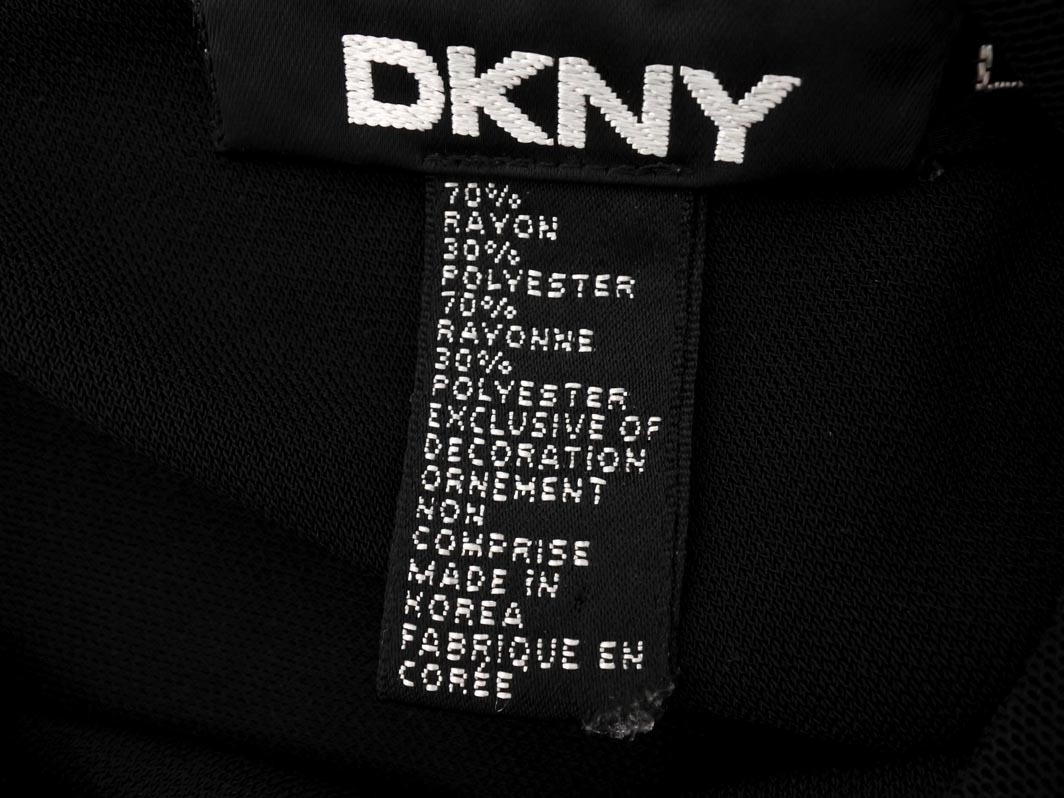 DKNY
70%
RAYON
30%
POLYESTER
70%
RAYONNE
30%
POLYESTER
EXCLUSIVE OF
DECORATION
ORNEMENT
NON
COMPRISE
MADE IN
KOREA
FABRIQUE EN
CORÉE